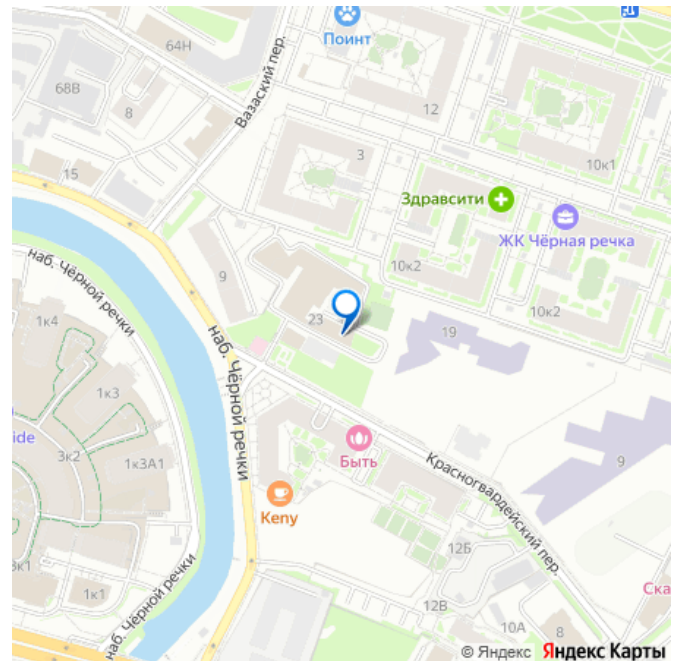 64Н
Поинт
68В
8
Вазаский пер.
12
15
3
10к1
Здравсити
ЖК Чёрная речка
наб. Чёрной речки
9
10к2
10к2
1к4
23
19
наб. Чёрной речки
1к3
ide
3к2
1к3А1
Быть
Красногвардейский пер.
9
Keny
12Б
3к1
1к1
наб. Чёрной речки
12В
10А
8
Ска
© Яндекс Яндекс Карты